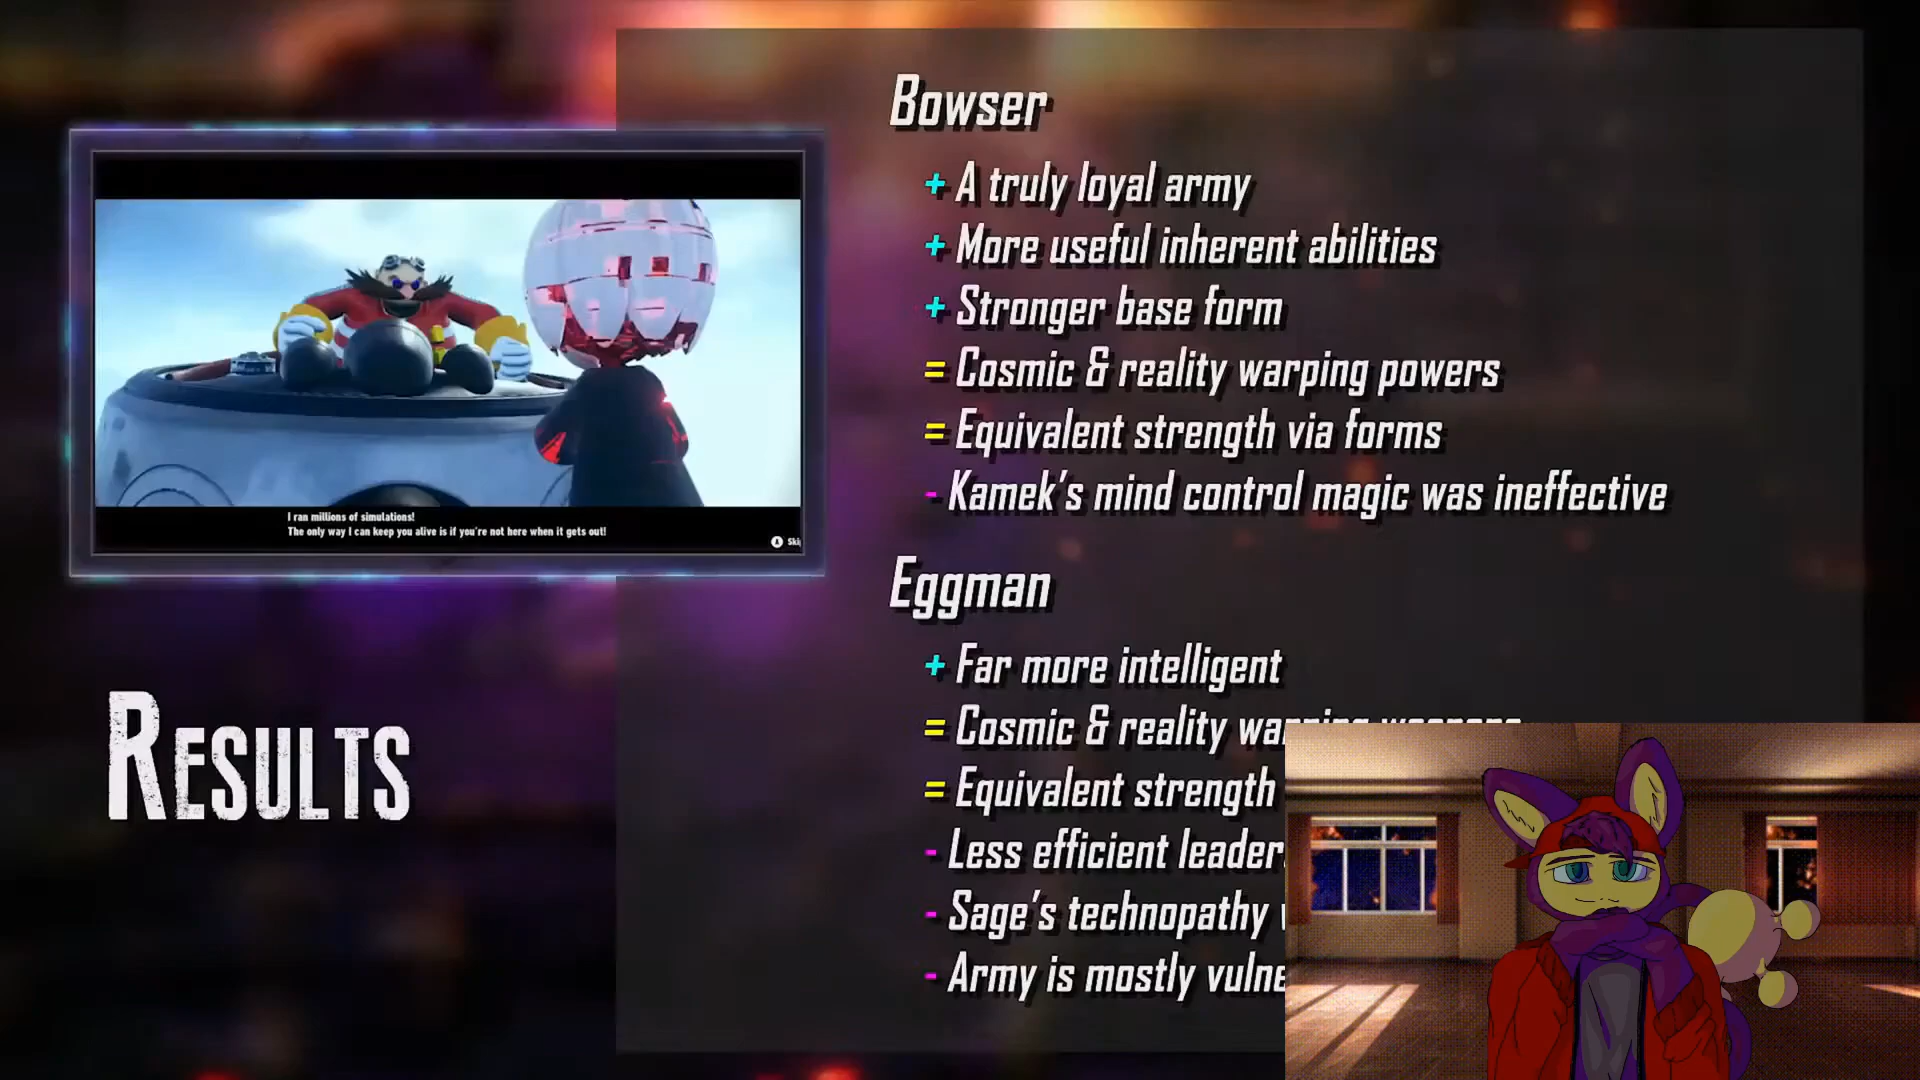 Bowser
+ A truly loyal army
+ More useful inherent abilities
+ Stronger base form
= Cosmic & reality warping powers
= Equivalent strength via forms
- Kamek's mind control magic was ineffective
I ran millions of simulations!
The only way I can keep you alive is if you're not here when it gets out!
A
Eggman
+ Far more intelligent
= Cosmic & reality warping weapons
= Equivalent strength
- Less efficient
- Sage's technopathy
- Army is mostly
RESULTS